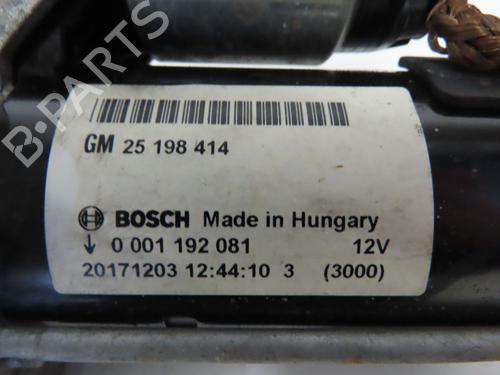 B-PARTS
GM 25 198 414
BOSCH Made in Hungary
↓ 0 001 192 081 12V
20171203 12:44:10 3 (3000)